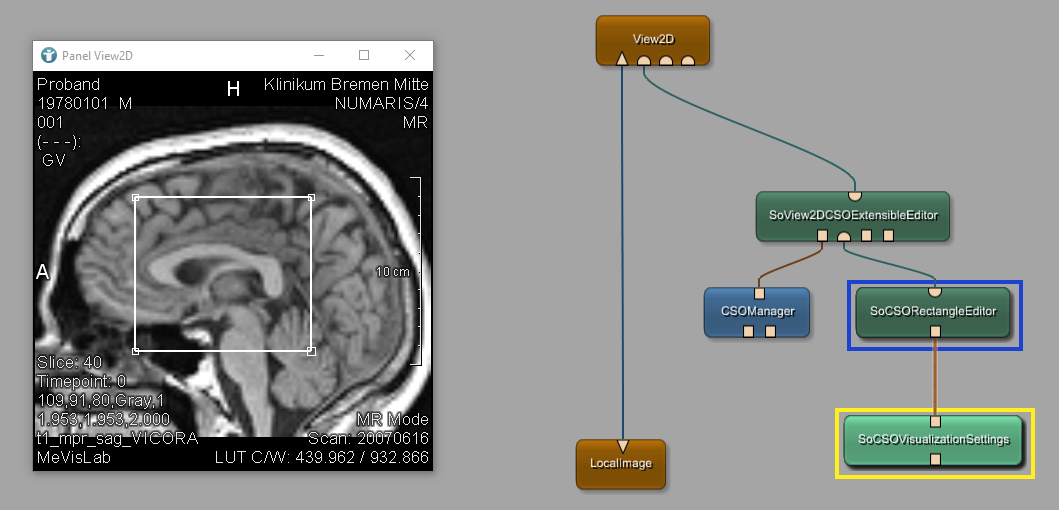 Panel View2D
Proband
19780101 M
001
(- - -):
GV
H
Klinikum Bremen Mitte
NUMARIS/4
MR
A
10 cm
Slice: 40
Timepoint: 0
109,91,80,Gray,1
1.953,1.953,2.000
t1_mpr_sag_VICORA
MeVisLab
MR Mode
Scan: 20070616
LUT C/W: 439.962 / 932.866
View2D
SoView2DCSOExtensibleEditor
CSOManager
SoCSORectangleEditor
SoCSOVisualizationSettings
LocalImage